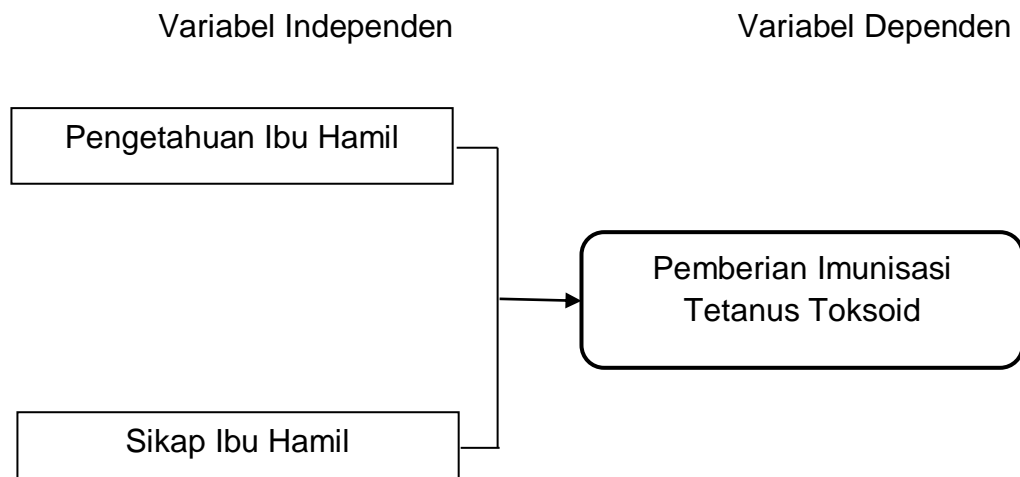 Variabel Independen
Variabel Dependen
Pengetahuan Ibu Hamil
Pemberian Imunisasi
Tetanus Toksoid
Sikap Ibu Hamil